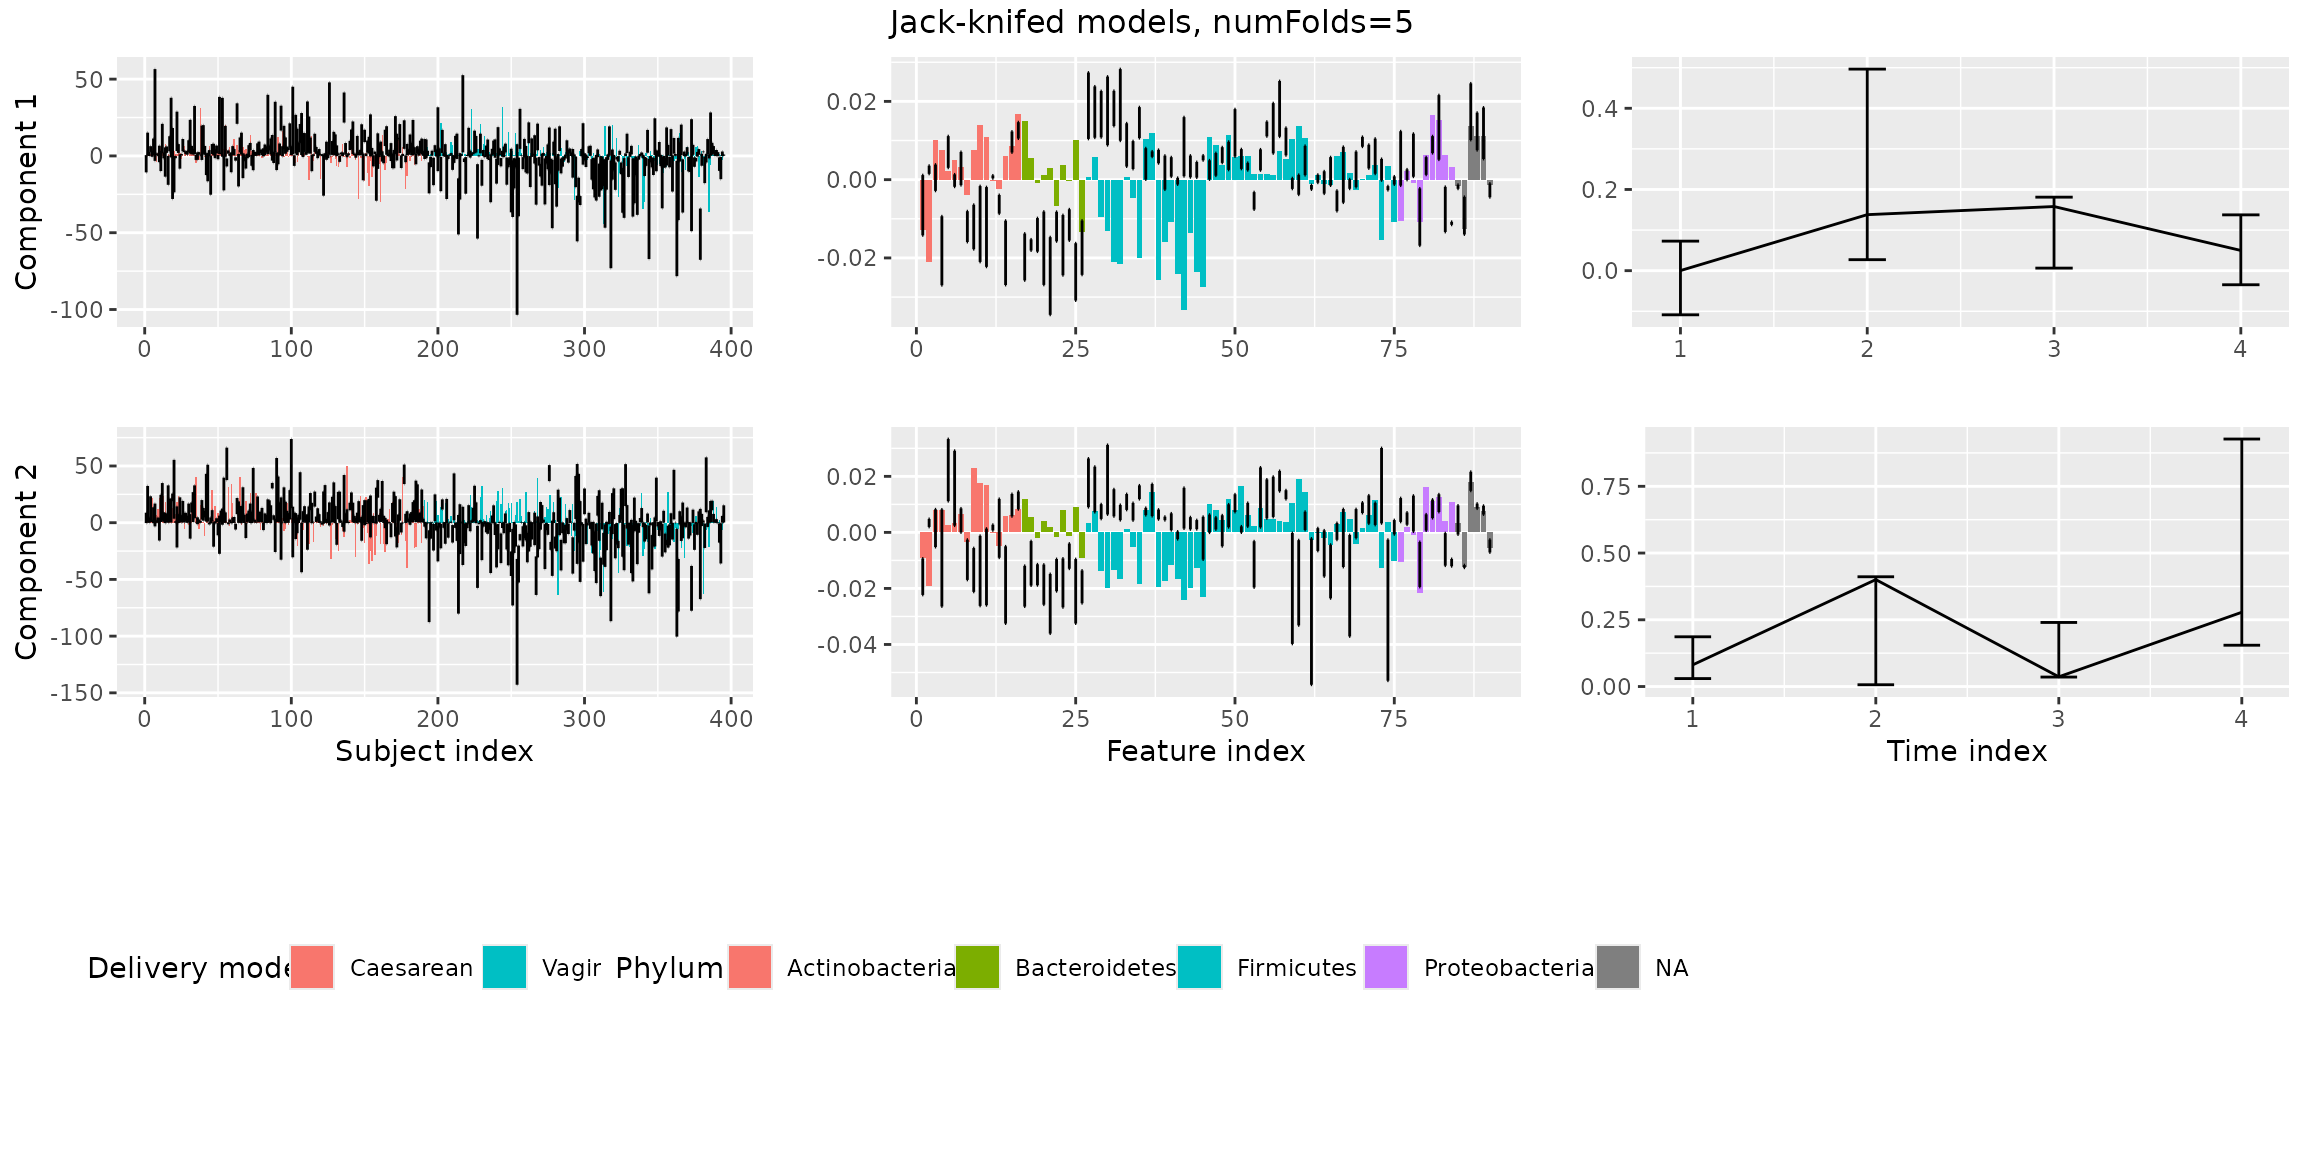 Jack-knifed models, numFolds=5
Component 1
50
0
-50
-100
0 100 200 300 400
0.02
0.00
-0.02
0 25 50 75
0.4
0.2
0.0
1 2 3 4
Component 2
50
0
-50
-100
-150
0 100 200 300 400
Subject index
0.02
0.00
-0.02
-0.04
0 25 50 75
Feature index
0.75
0.50
0.25
0.00
1 2 3 4
Time index
Delivery mode Caesarean Vagir Phylum Actinobacteria Bacteroidetes Firmicutes Proteobacteria NA